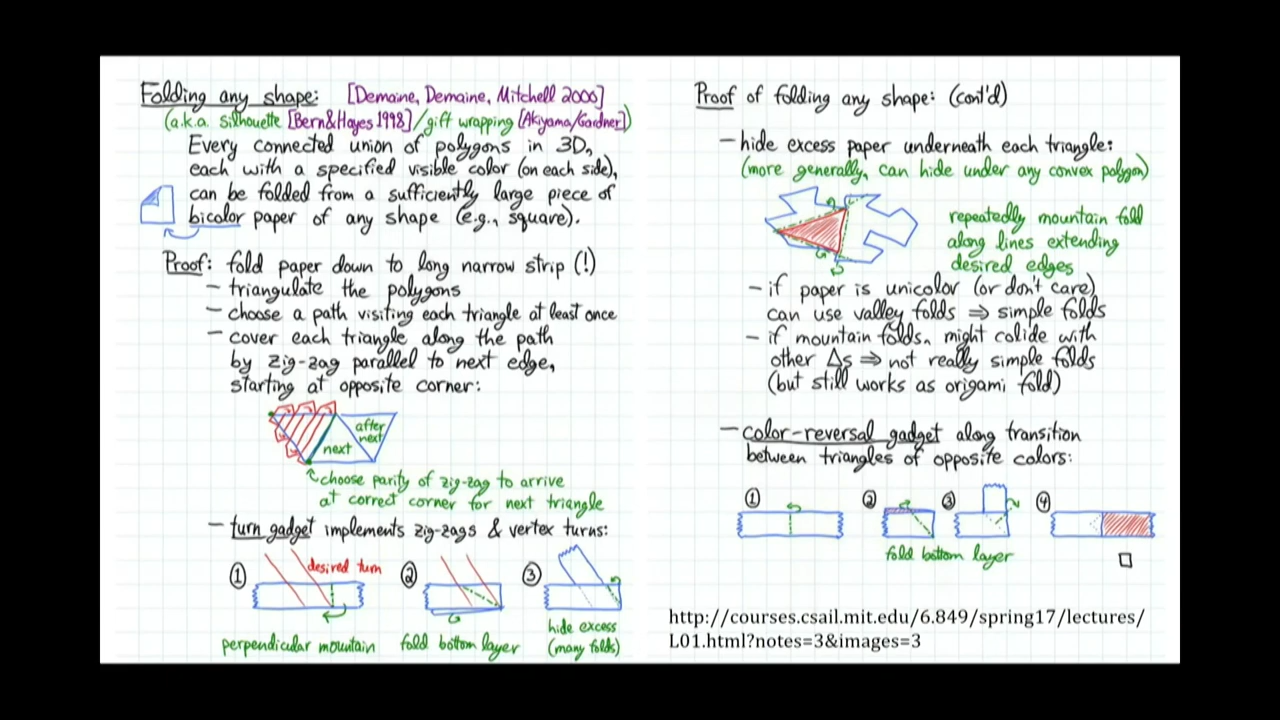 Folding any shape: [Demaine, Demaine, Mitchell 2000]
(a.k.a. silhouette [Bern & Hayes 1998] / gift wrapping [Akiyama/Gardner])
Every connected union of polygons in 3D,
each with a specified visible color (on each side),
can be folded from a sufficiently large piece of
bicolor paper of any shape (e.g., square).
Proof: fold paper down to long narrow strip (!)
- triangulate the polygons
- choose a path visiting each triangle at least once
- cover each triangle along the path
by zig-zag parallel to next edge,
starting at opposite corner:
after
next
next
choose parity of zig-zag to arrive
at correct corner for next triangle
- turn gadget implements zig-zags & vertex turns:
① desired turn ② ③
perpendicular mountain
fold bottom layer
hide excess
(many folds)
Proof of folding any shape: (cont'd)
- hide excess paper underneath each triangle:
(more generally, can hide under any convex polygon)
repeatedly mountain fold
along lines extending
desired edges
- if paper is unicolor (or don't care)
can use valley folds ⇒ simple folds
- if mountain folds, might colide with
other Δs ⇒ not really simple folds
(but still works as origami fold)
- color-reversal gadget along transition
between triangles of opposite colors:
① ② ③ ④
fold bottom layer
http://courses.csail.mit.edu/6.849/spring17/lectures/
L01.html?notes=3&images=3